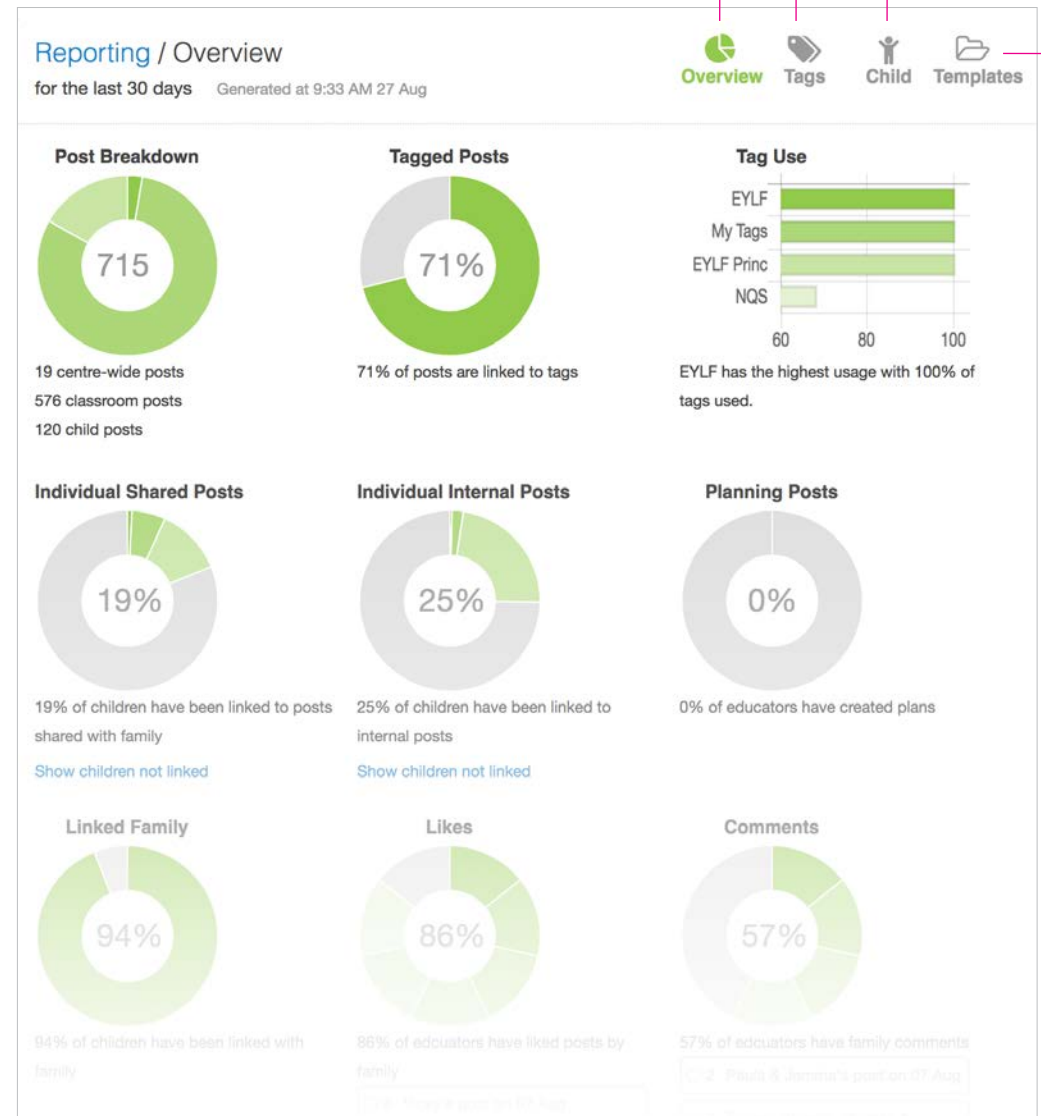 Reporting / Overview
for the last 30 days Generated at 9:33 AM 27 Aug
Overview Tags Child Templates
Post Breakdown
715
19 centre-wide posts
576 classroom posts
120 child posts
Tagged Posts
71%
71% of posts are linked to tags
Tag Use
EYLF
My Tags
EYLF Princ
NQS
60 80 100
EYLF has the highest usage with 100% of
tags used.
Individual Shared Posts
19%
19% of children have been linked to posts
shared with family
Show children not linked
Individual Internal Posts
25%
25% of children have been linked to
internal posts
Show children not linked
Planning Posts
0%
0% of educators have created plans
Linked Family
94%
94% of children have been linked with
family
Likes
86%
86% of edcuators have liked posts by
family
Comments
57%
57% of edcuators have family comments
post on 07 Aug